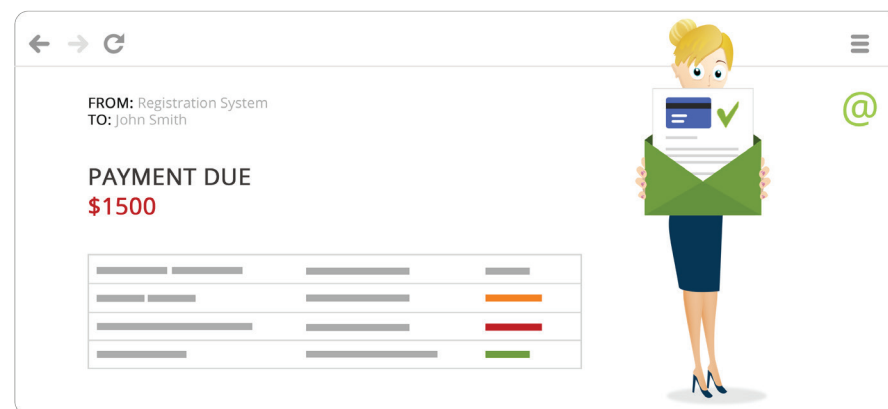 FROM: Registration System
TO: John Smith
@
PAYMENT DUE
$1500